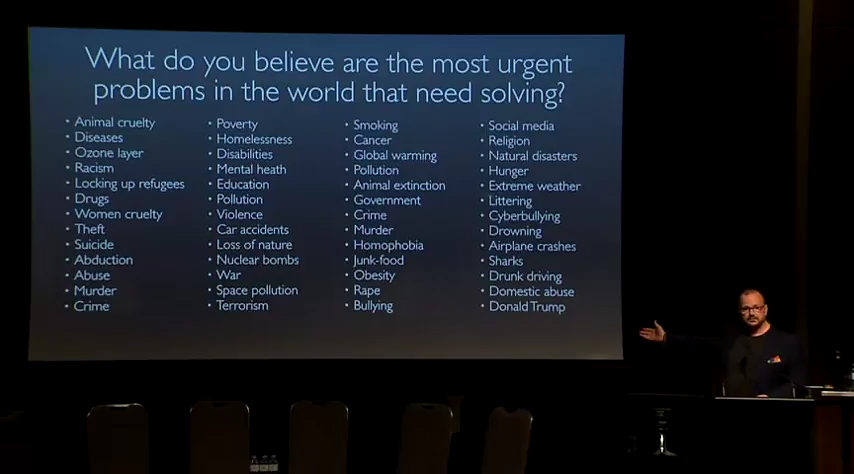 What do you believe are the most urgent
problems in the world that need solving?
• Animal cruelty
• Diseases
• Ozone layer
• Racism
• Locking up refugees
• Drugs
• Women cruelty
• Theft
• Suicide
• Abduction
• Abuse
• Murder
• Crime
• Poverty
• Homelessness
• Disabilities
• Mental heath
• Education
• Pollution
• Violence
• Car accidents
• Loss of nature
• Nuclear bombs
• War
• Space pollution
• Terrorism
• Smoking
• Cancer
• Global warming
• Pollution
• Animal extinction
• Government
• Crime
• Murder
• Homophobia
• Junk-food
• Obesity
• Rape
• Bullying
• Social media
• Religion
• Natural disasters
• Hunger
• Extreme weather
• Littering
• Cyberbullying
• Drowning
• Airplane crashes
• Sharks
• Drunk driving
• Domestic abuse
• Donald Trump